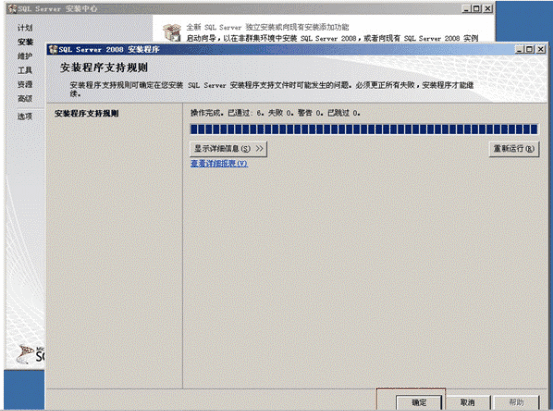 SQL Server 安装中心
计划
安装
维护
工具
资源
高级
选项
全新 SQL Server 独立安装或向现有安装添加功能
启动向导，以在非群集环境中安装 SQL Server 2008，或者向现有 SQL Server 2008 实例
SQL Server 2008 安装程序
安装程序支持规则
安装程序支持规则可确定在您安装 SQL Server 安装程序支持文件时可能发生的问题。必须更正所有失败，安装程序才能继续。
安装程序支持规则
操作完成。已通过: 6。失败 0。警告 0。已跳过 0。
显示详细信息(S) >>
重新运行(R)
查看详细报表(V)
确定
取消
帮助